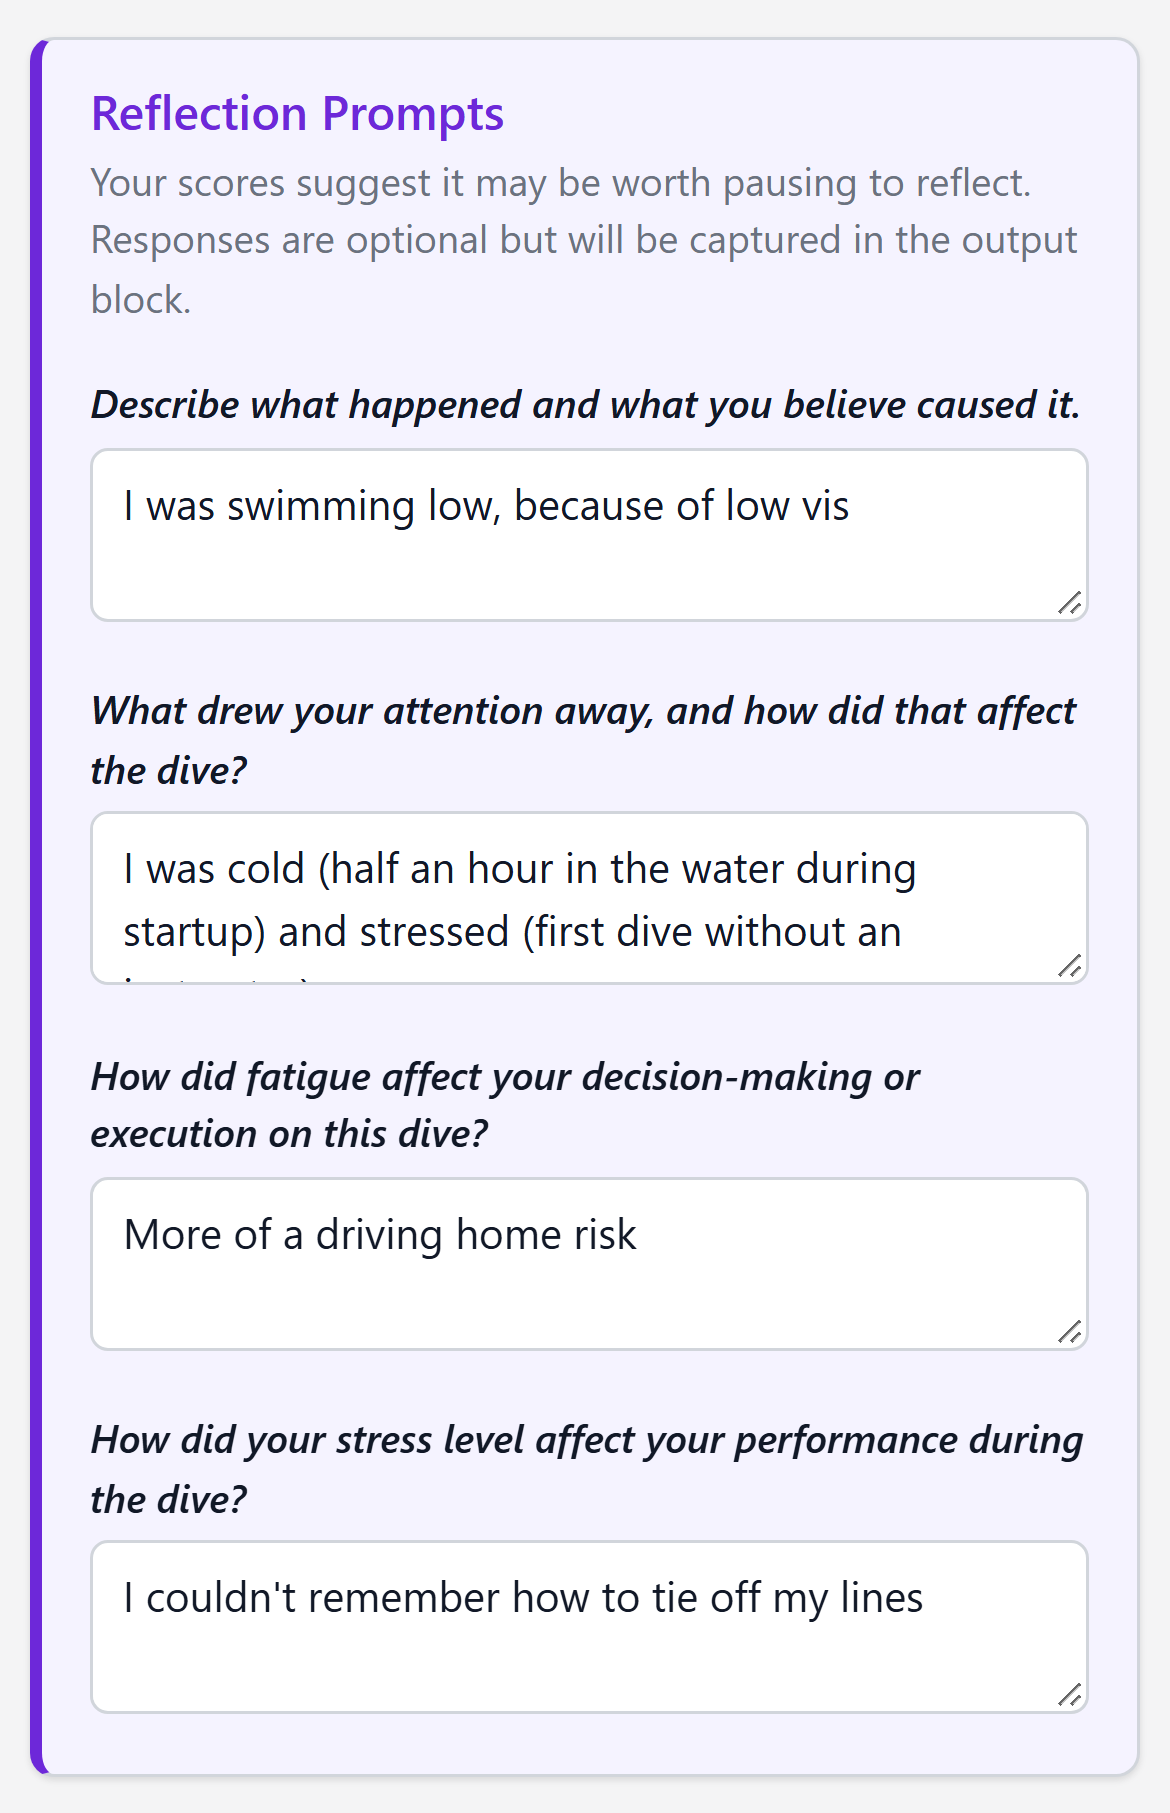 Reflection Prompts
Your scores suggest it may be worth pausing to reflect.
Responses are optional but will be captured in the output
block.
Describe what happened and what you believe caused it.
I was swimming low, because of low vis
What drew your attention away, and how did that affect
the dive?
I was cold (half an hour in the water during
startup) and stressed (first dive without an
How did fatigue affect your decision-making or
execution on this dive?
More of a driving home risk
How did your stress level affect your performance during
the dive?
I couldn't remember how to tie off my lines